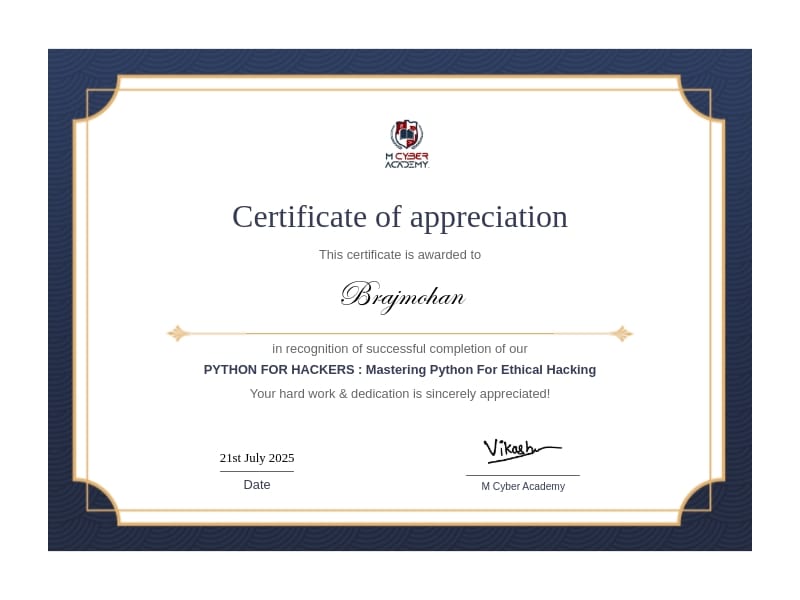 M CYBER
ACADEMY.
Certificate of appreciation
This certificate is awarded to
Brajmohan
in recognition of successful completion of our
PYTHON FOR HACKERS : Mastering Python For Ethical Hacking
Your hard work & dedication is sincerely appreciated!
Vikash
21st July 2025
Date
M Cyber Academy